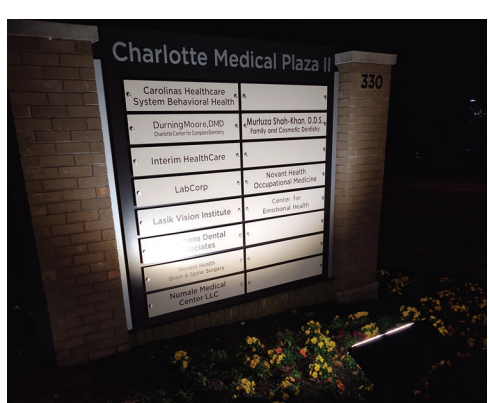 Charlotte Medical Plaza II
330
Carolinas Healthcare
System Behavioral Health
DurningMoore,DMD
Charlotte Center for Complete Dentistry
Murtuza Shah-Khan, D.D.S.
Family and Cosmetic Dentistry
Interim HealthCare
LabCorp
Novant Health
Occupational Medicine
Lasik Vision Institute
Center for
Emotional Health
Dental
Novant Health
Brain & Spine Surgery
Numale Medical
Center LLC